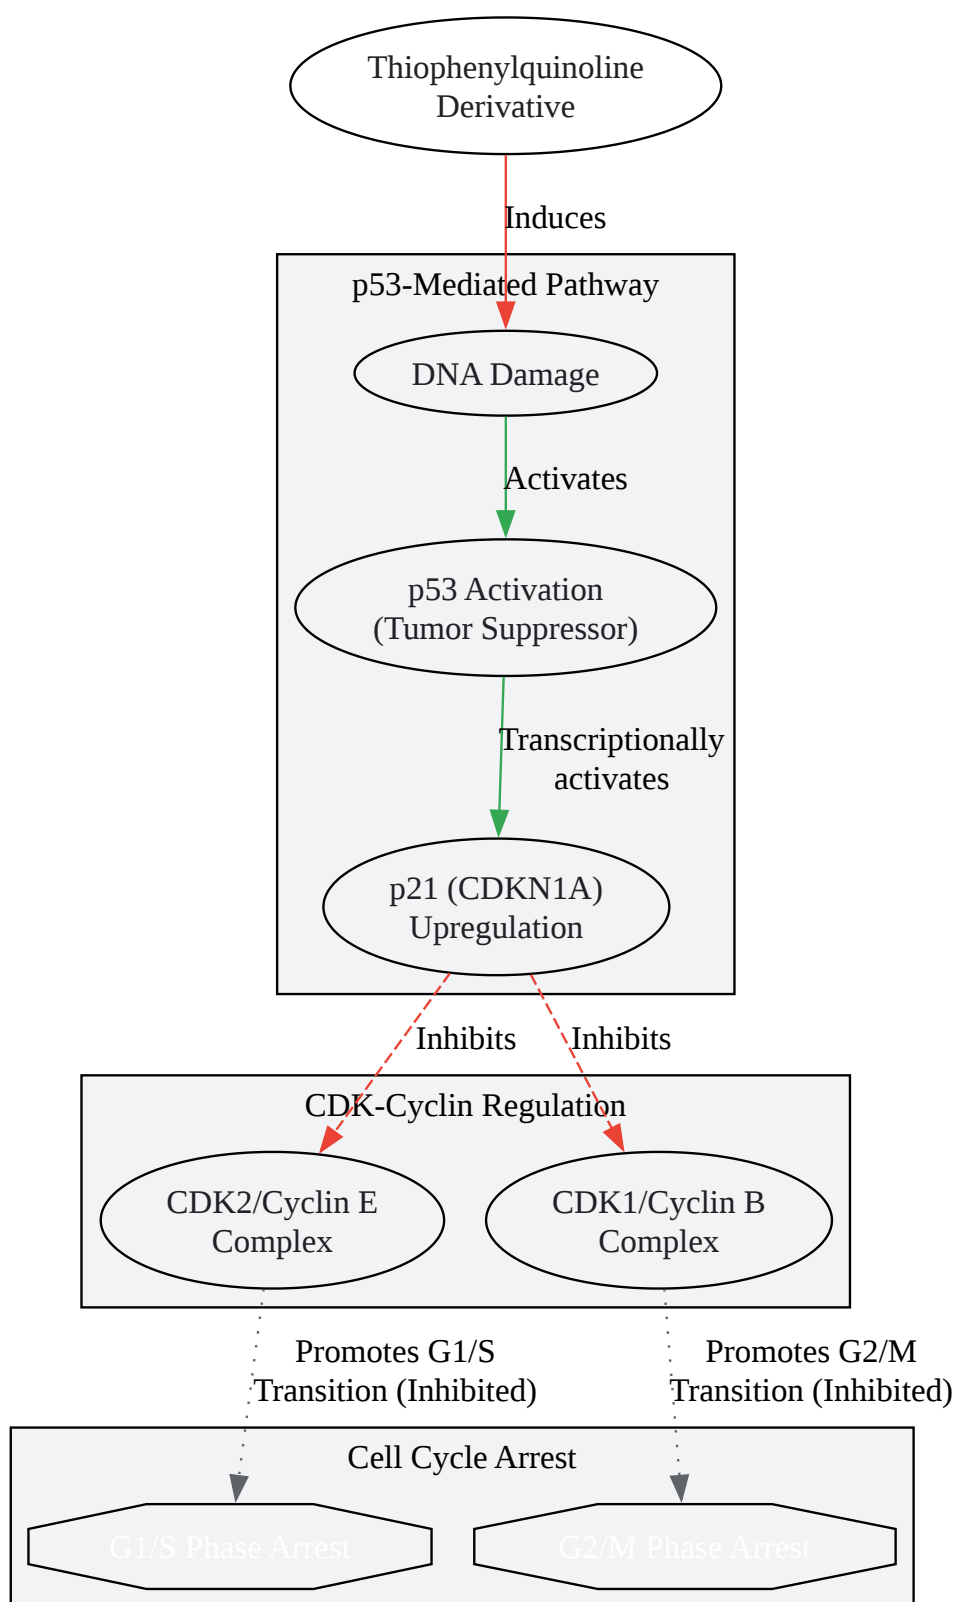 Thiophenylquinoline
Derivative
Induces
p53-Mediated Pathway
DNA Damage
Activates
p53 Activation
(Tumor Suppressor)
Transcriptionally
activates
p21 (CDKN1A)
Upregulation
Inhibits
Inhibits
CDK-Cyclin Regulation
CDK2/Cyclin E
Complex
CDK1/Cyclin B
Complex
Promotes G1/S
Transition (Inhibited)
Promotes G2/M
Transition (Inhibited)
Cell Cycle Arrest
G1/S Phase Arrest
G2/M Phase Arrest